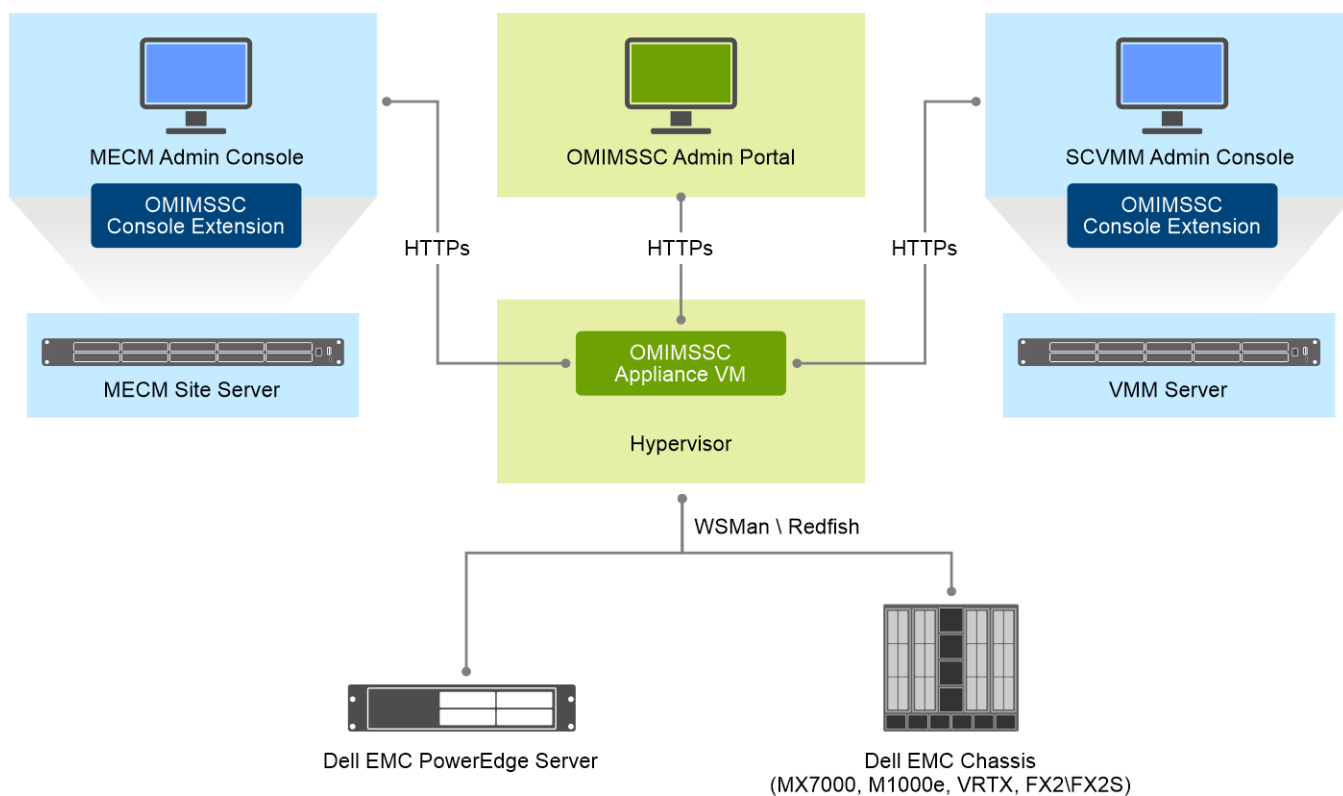 MECM Admin Console
OMIMSSC
Console Extension
MECM Site Server
OMIMSSC Admin Portal
SCVMM Admin Console
OMIMSSC
Console Extension
VMM Server
HTTPs
HTTPs
HTTPs
OMIMSSC
Appliance VM
Hypervisor
WSMan \ Redfish
Dell EMC PowerEdge Server
Dell EMC Chassis
(MX7000, M1000e, VRTX, FX2\FX2S)